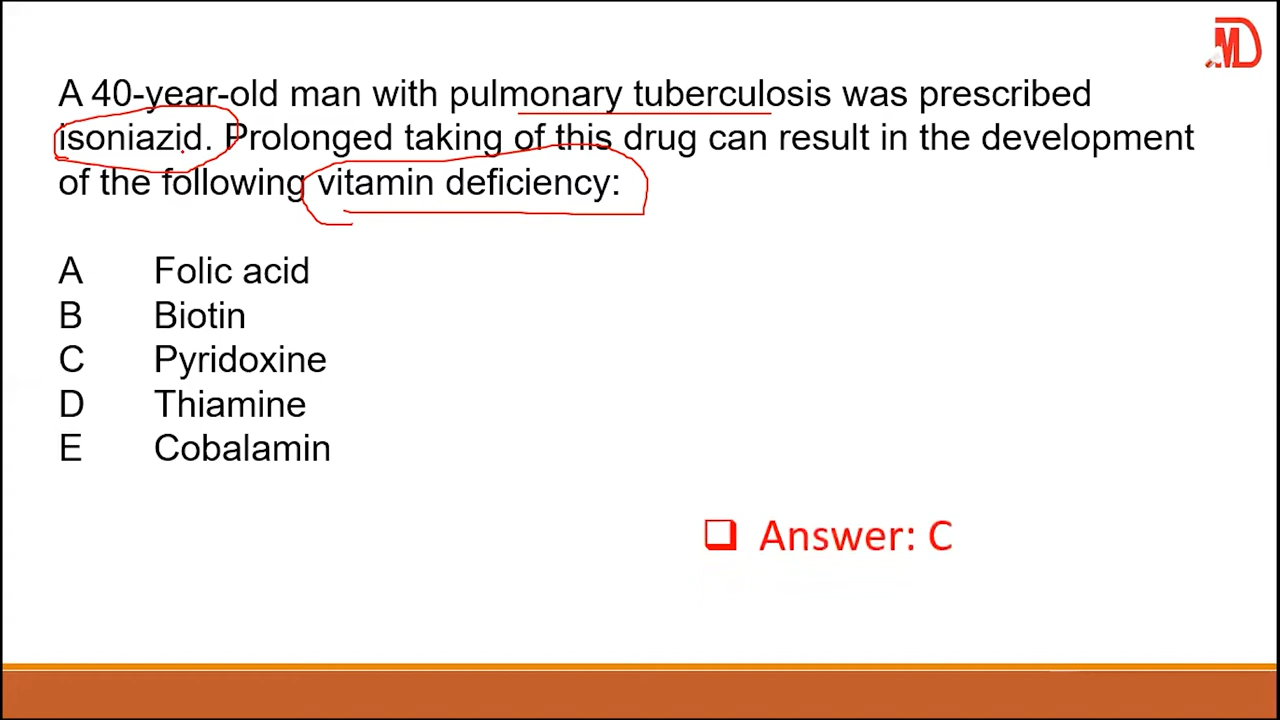 MD
A 40-year-old man with pulmonary tuberculosis was prescribed
isoniazid. Prolonged taking of this drug can result in the development
of the following vitamin deficiency:
A Folic acid
B Biotin
C Pyridoxine
D Thiamine
E Cobalamin
Answer: C